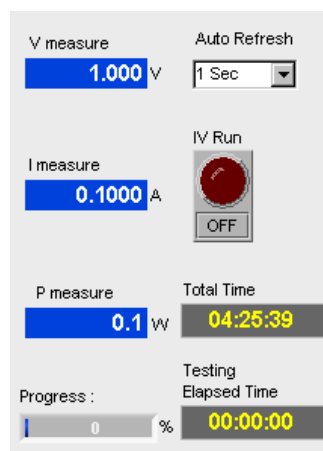 V measure
1.000 V
Auto Refresh
1 Sec
I measure
0.1000 A
IV Run
OFF
P measure
0.1 W
Total Time
04:25:39
Testing
Elapsed Time
00:00:00
Progress :
0 %